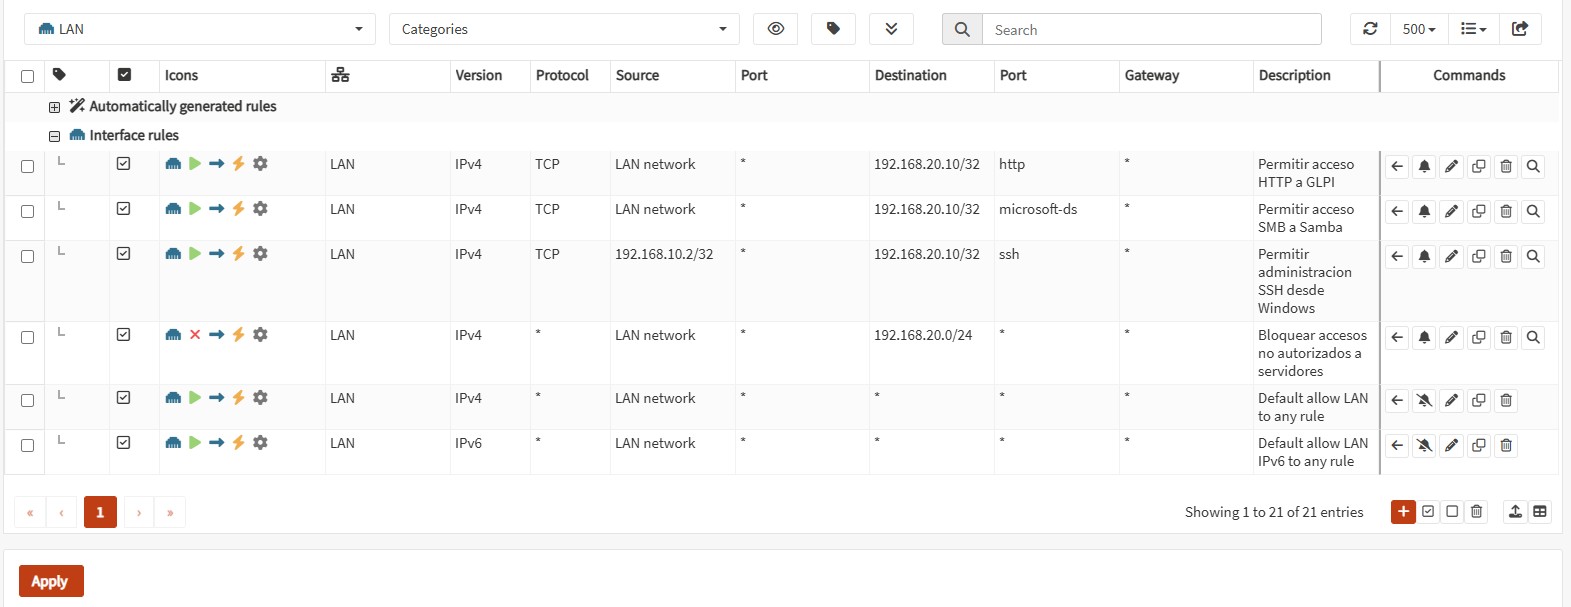 LAN Categories Search 500
Icons Version Protocol Source Port Destination Port Gateway Description Commands
Automatically generated rules
Interface rules
LAN IPv4 TCP LAN network * 192.168.20.10/32 http * Permitir acceso
HTTP a GLPI
LAN IPv4 TCP LAN network * 192.168.20.10/32 microsoft-ds * Permitir acceso
SMB a Samba
LAN IPv4 TCP 192.168.10.2/32 * 192.168.20.10/32 ssh * Permitir
administracion
SSH desde
Windows
LAN IPv4 * LAN network * 192.168.20.0/24 * * Bloquear accesos
no autorizados a
servidores
LAN IPv4 * LAN network * * * * Default allow LAN
to any rule
LAN IPv6 * LAN network * * * * Default allow LAN
IPv6 to any rule
« ‹ 1 › » Showing 1 to 21 of 21 entries
Apply